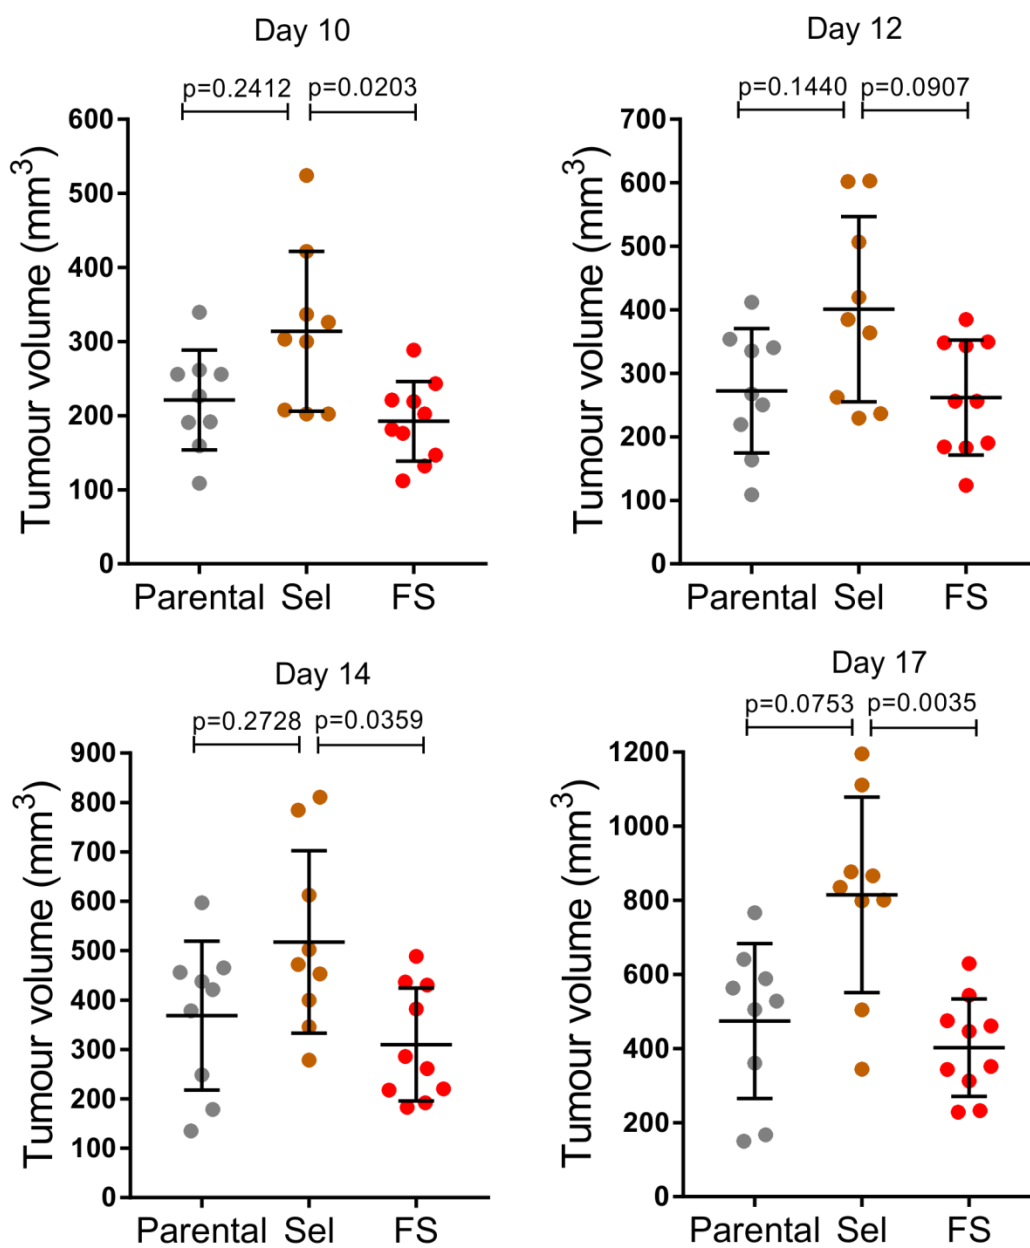 Day 10
p=0.2412 p=0.0203
Tumour volume (mm³)
600
500
400
300
200
100
0
Parental Sel FS
Day 12
p=0.1440 p=0.0907
Tumour volume (mm³)
700
600
500
400
300
200
100
0
Parental Sel FS
Day 14
p=0.2728 p=0.0359
Tumour volume (mm³)
900
800
700
600
500
400
300
200
100
0
Parental Sel FS
Day 17
p=0.0753 p=0.0035
Tumour volume (mm³)
1200
1000
800
600
400
200
0
Parental Sel FS